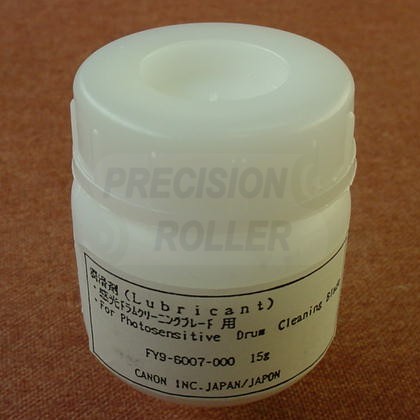 PRECISION
ROLLER
潤滑剤 (Lubricant)
・感光ドラムクリーニングブレード用
・For Photosensitive Drum Cleaning Blade
FY9-6007-000 15g
CANON INC.JAPAN/JAPON